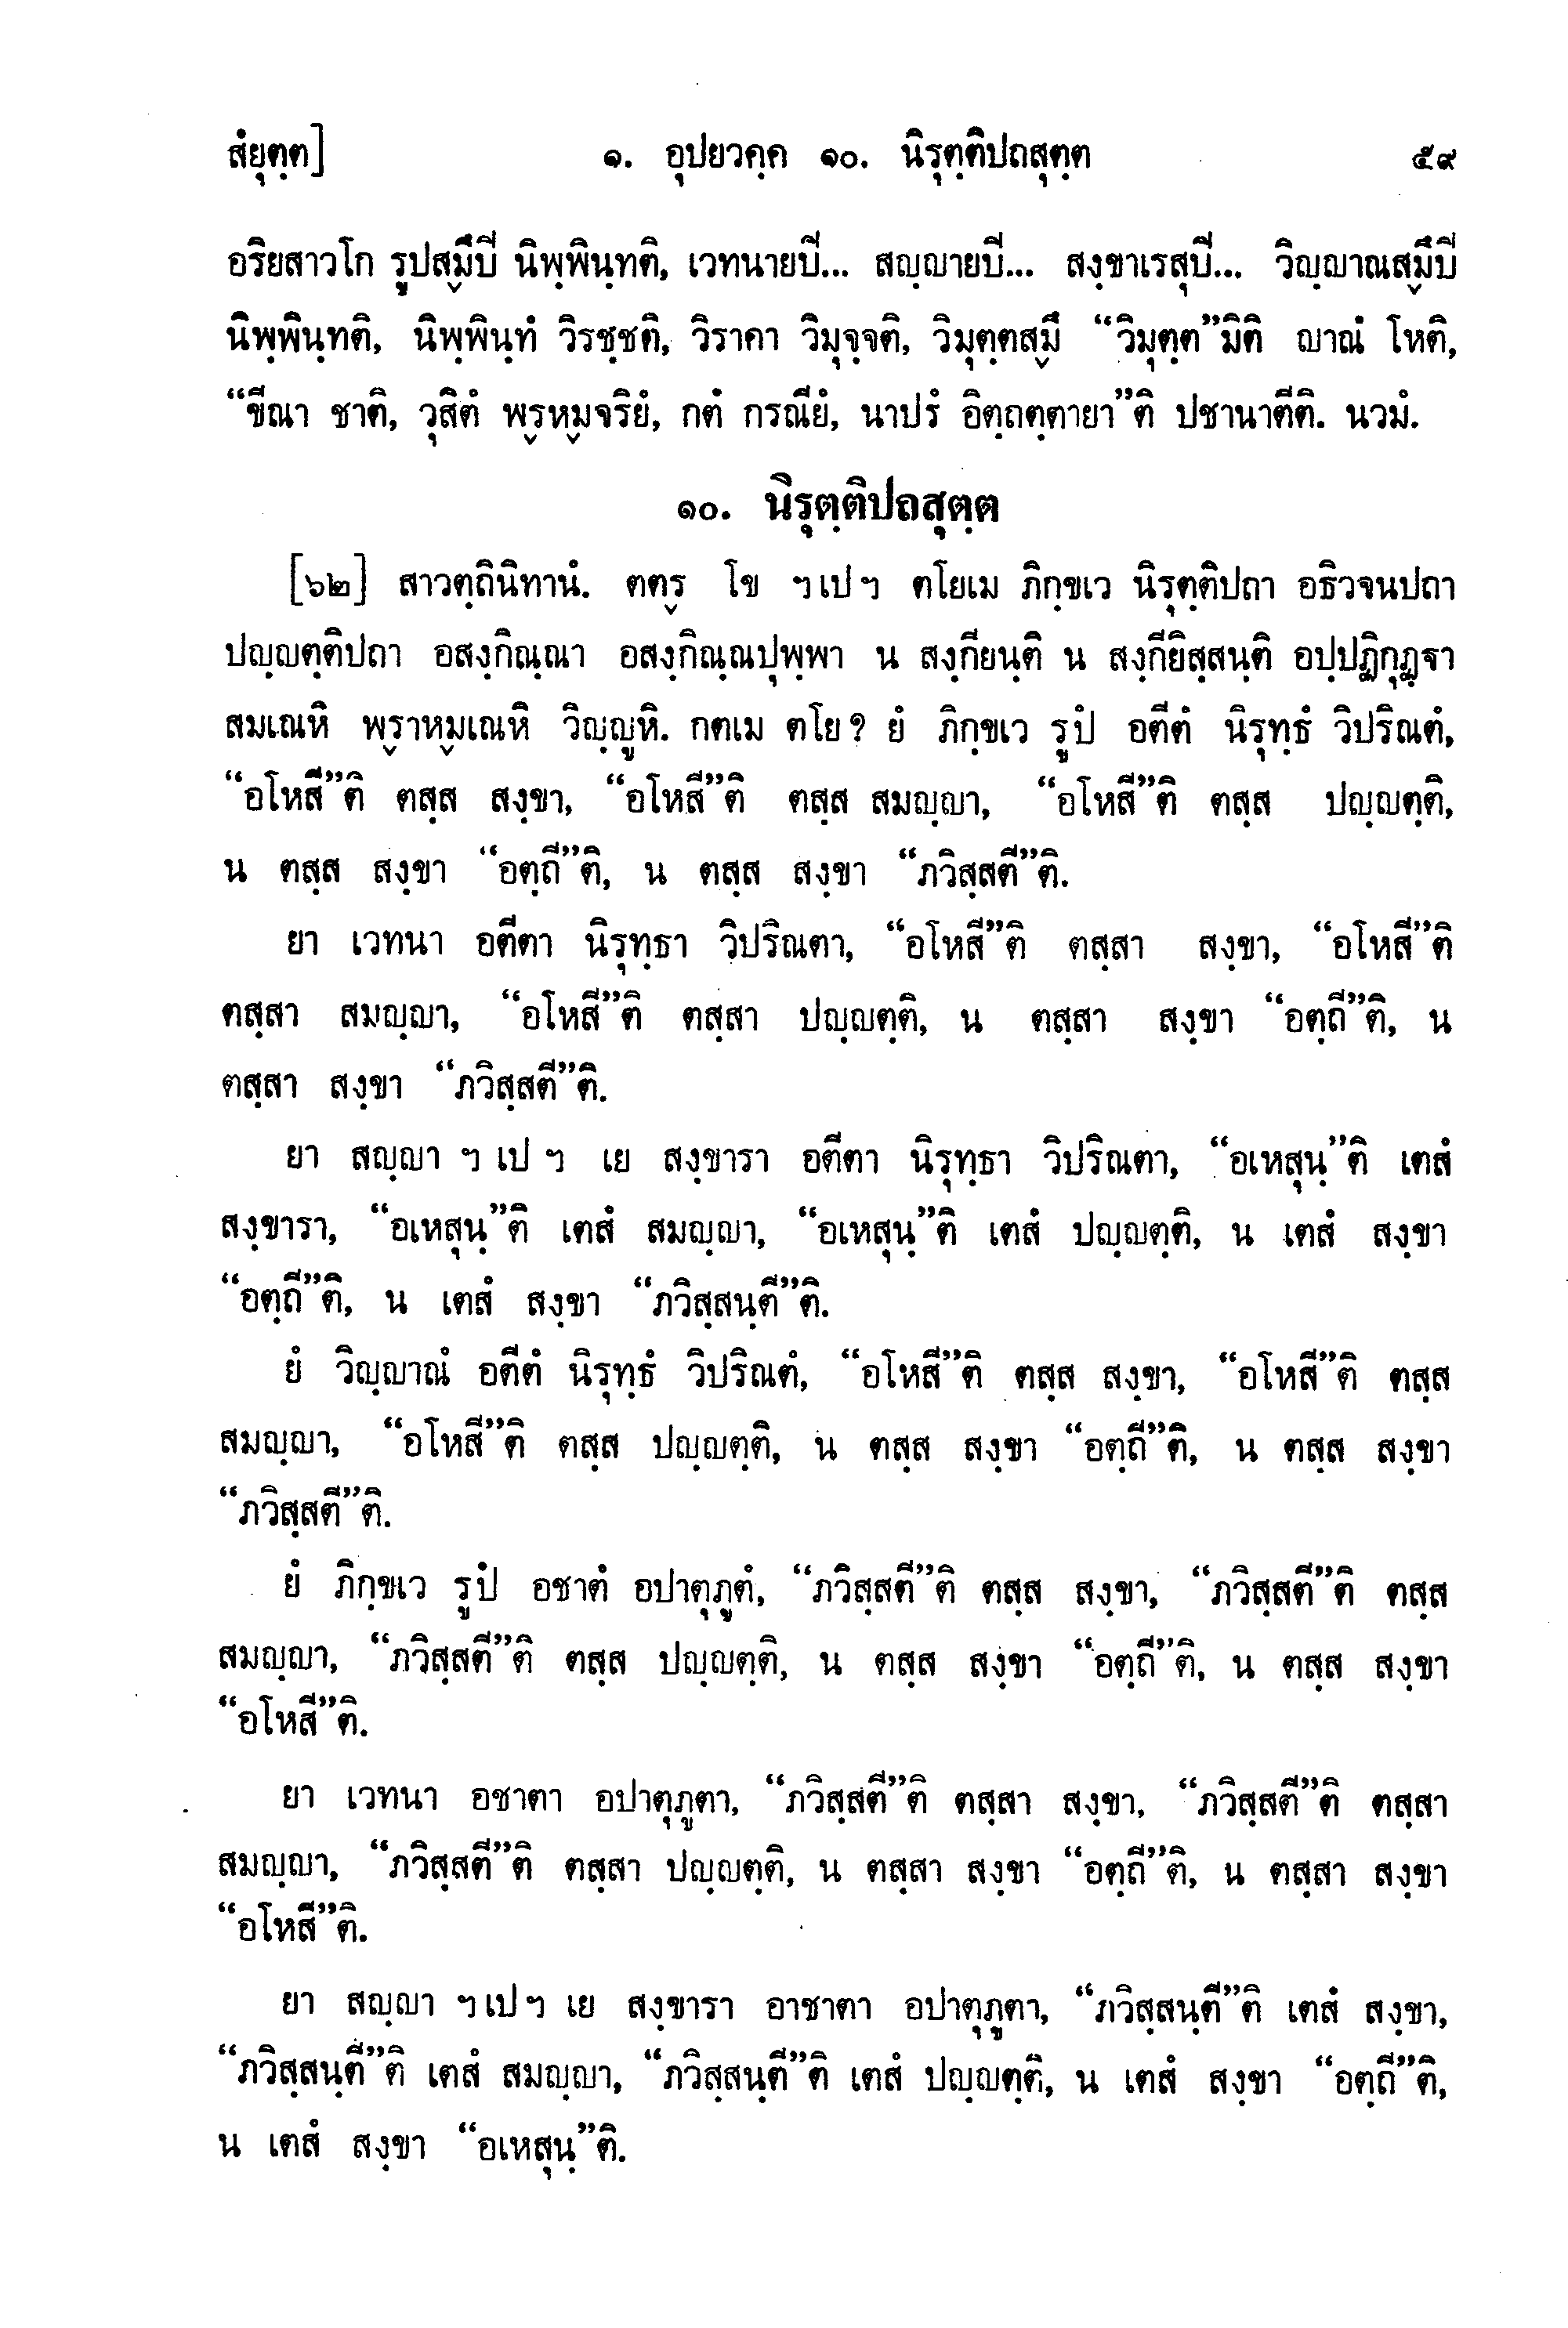 สํยุตฺต]   ๑. อุปยวคฺค ๑๐. นิรุตฺติปถสุตฺต   ๕๙
อริยสาวโก รูปสฺมึปี นิพฺพินฺทติ, เวทนายปี... สญฺญายปี... สงฺขาเรสุปี... วิญฺญาณสฺมึปี
นิพฺพินฺทติ, นิพฺพินฺทํ วิรชฺชติ, วิราคา วิมุจฺจติ, วิมุตฺตสฺมึ “วิมุตฺต”มิติ ญาณํ โหติ,
“ขีณา ชาติ, วุสิตํ พฺรหฺมจริยํ, กตํ กรณียํ, นาปรํ อิตฺถตฺตายา”ติ ปชานาตีติ. นวมํ.
๑๐. นิรุตฺติปถสุตฺต
[๖๒] สาวตฺถินิทานํ. ตตฺร โข ฯเปฯ ตโยเม ภิกฺขเว นิรุตฺติปถา อธิวจนปถา
ปญฺญตฺติปถา อสงฺกิณฺณา อสงฺกิณฺณปุพฺพา น สงฺกียนฺติ น สงฺกียิสฺสนฺติ อปฺปฏิกุฏฺฐา
สมเณหิ พฺราหฺมเณหิ วิญฺญูหิ. กตเม ตโย? ยํ ภิกฺขเว รูปํ อตีตํ นิรุทฺธํ วิปริณตํ,
“อโหสี”ติ ตสฺส สงฺขา, “อโหสี”ติ ตสฺส สมญฺญา, “อโหสี”ติ ตสฺส ปญฺญตฺติ,
น ตสฺส สงฺขา “อตฺถี”ติ, น ตสฺส สงฺขา “ภวิสฺสตี”ติ.
ยา เวทนา อตีตา นิรุทฺธา วิปริณตา, “อโหสี”ติ ตสฺสา สงฺขา, “อโหสี”ติ
ตสฺสา สมญฺญา, “อโหสี”ติ ตสฺสา ปญฺญตฺติ, น ตสฺสา สงฺขา “อตฺถี”ติ, น
ตสฺสา สงฺขา “ภวิสฺสตี”ติ.
ยา สญฺญา ฯเปฯ เย สงฺขารา อตีตา นิรุทฺธา วิปริณตา, “อเหสุนฺ”ติ เตสํ
สงฺขารา, “อเหสุนฺ”ติ เตสํ สมญฺญา, “อเหสุนฺ”ติ เตสํ ปญฺญตฺติ, น เตสํ สงฺขา
“อตฺถี”ติ, น เตสํ สงฺขา “ภวิสฺสนฺตี”ติ.
ยํ วิญฺญาณํ อตีตํ นิรุทฺธํ วิปริณตํ, “อโหสี”ติ ตสฺส สงฺขา, “อโหสี”ติ ตสฺส
สมญฺญา, “อโหสี”ติ ตสฺส ปญฺญตฺติ, น ตสฺส สงฺขา “อตฺถี”ติ, น ตสฺส สงฺขา
“ภวิสฺสตี”ติ.
ยํ ภิกฺขเว รูปํ อชาตํ อปาตุภูตํ, “ภวิสฺสตี”ติ ตสฺส สงฺขา, “ภวิสฺสตี”ติ ตสฺส
สมญฺญา, “ภวิสฺสตี”ติ ตสฺส ปญฺญตฺติ, น ตสฺส สงฺขา “อตฺถี”ติ, น ตสฺส สงฺขา
“อโหสี”ติ.
ยา เวทนา อชาตา อปาตุภูตา, “ภวิสฺสตี”ติ ตสฺสา สงฺขา, “ภวิสฺสตี”ติ ตสฺสา
สมญฺญา, “ภวิสฺสตี”ติ ตสฺสา ปญฺญตฺติ, น ตสฺสา สงฺขา “อตฺถี”ติ, น ตสฺสา สงฺขา
“อโหสี”ติ.
ยา สญฺญา ฯเปฯ เย สงฺขารา อาชาตา อปาตุภูตา, “ภวิสฺสนฺตี”ติ เตสํ สงฺขา,
“ภวิสฺสนฺตี”ติ เตสํ สมญฺญา, “ภวิสฺสนฺตี”ติ เตสํ ปญฺญตฺติ, น เตสํ สงฺขา “อตฺถี”ติ,
น เตสํ สงฺขา “อเหสุนฺ”ติ.